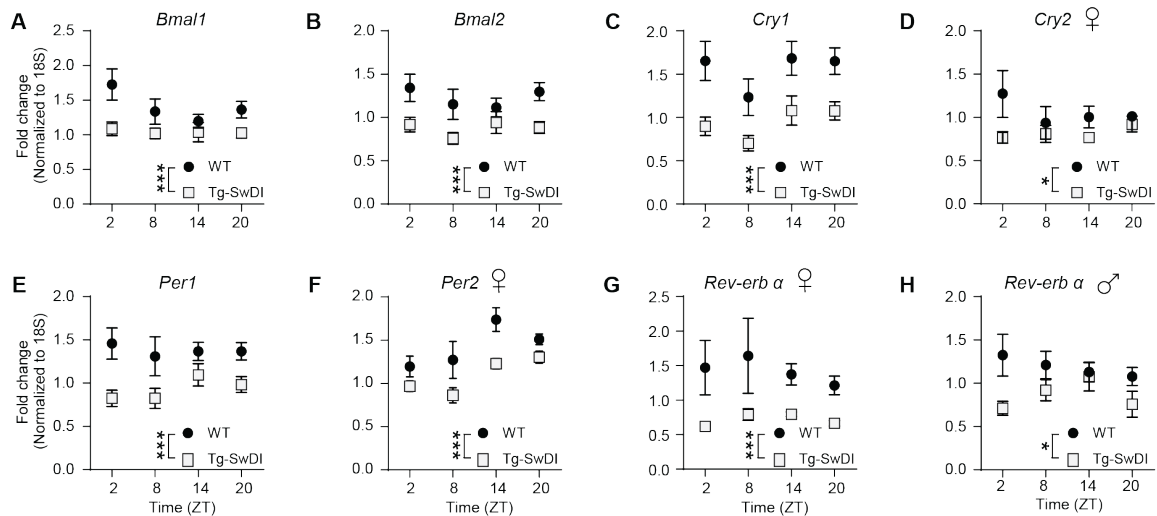 A Bmal1
Fold change
(Normalized to 18S)
2.5
2.0
1.5
1.0
0.5
0.0
*** WT
Tg-SwDI
2 8 14 20
B Bmal2
2.0
1.5
1.0
0.5
0.0
*** WT
Tg-SwDI
2 8 14 20
C Cry1
2.0
1.5
1.0
0.5
0.0
*** WT
Tg-SwDI
2 8 14 20
D Cry2 ♀
2.0
1.5
1.0
0.5
0.0
* WT
Tg-SwDI
2 8 14 20
E Per1
Fold change
(Normalized to 18S)
2.0
1.5
1.0
0.5
0.0
*** WT
Tg-SwDI
2 8 14 20
Time (ZT)
F Per2 ♀
2.0
1.5
1.0
0.5
0.0
*** WT
Tg-SwDI
2 8 14 20
Time (ZT)
G Rev-erb α ♀
2.5
2.0
1.5
1.0
0.5
0.0
*** WT
Tg-SwDI
2 8 14 20
Time (ZT)
H Rev-erb α ♂
2.0
1.5
1.0
0.5
0.0
* WT
Tg-SwDI
2 8 14 20
Time (ZT)